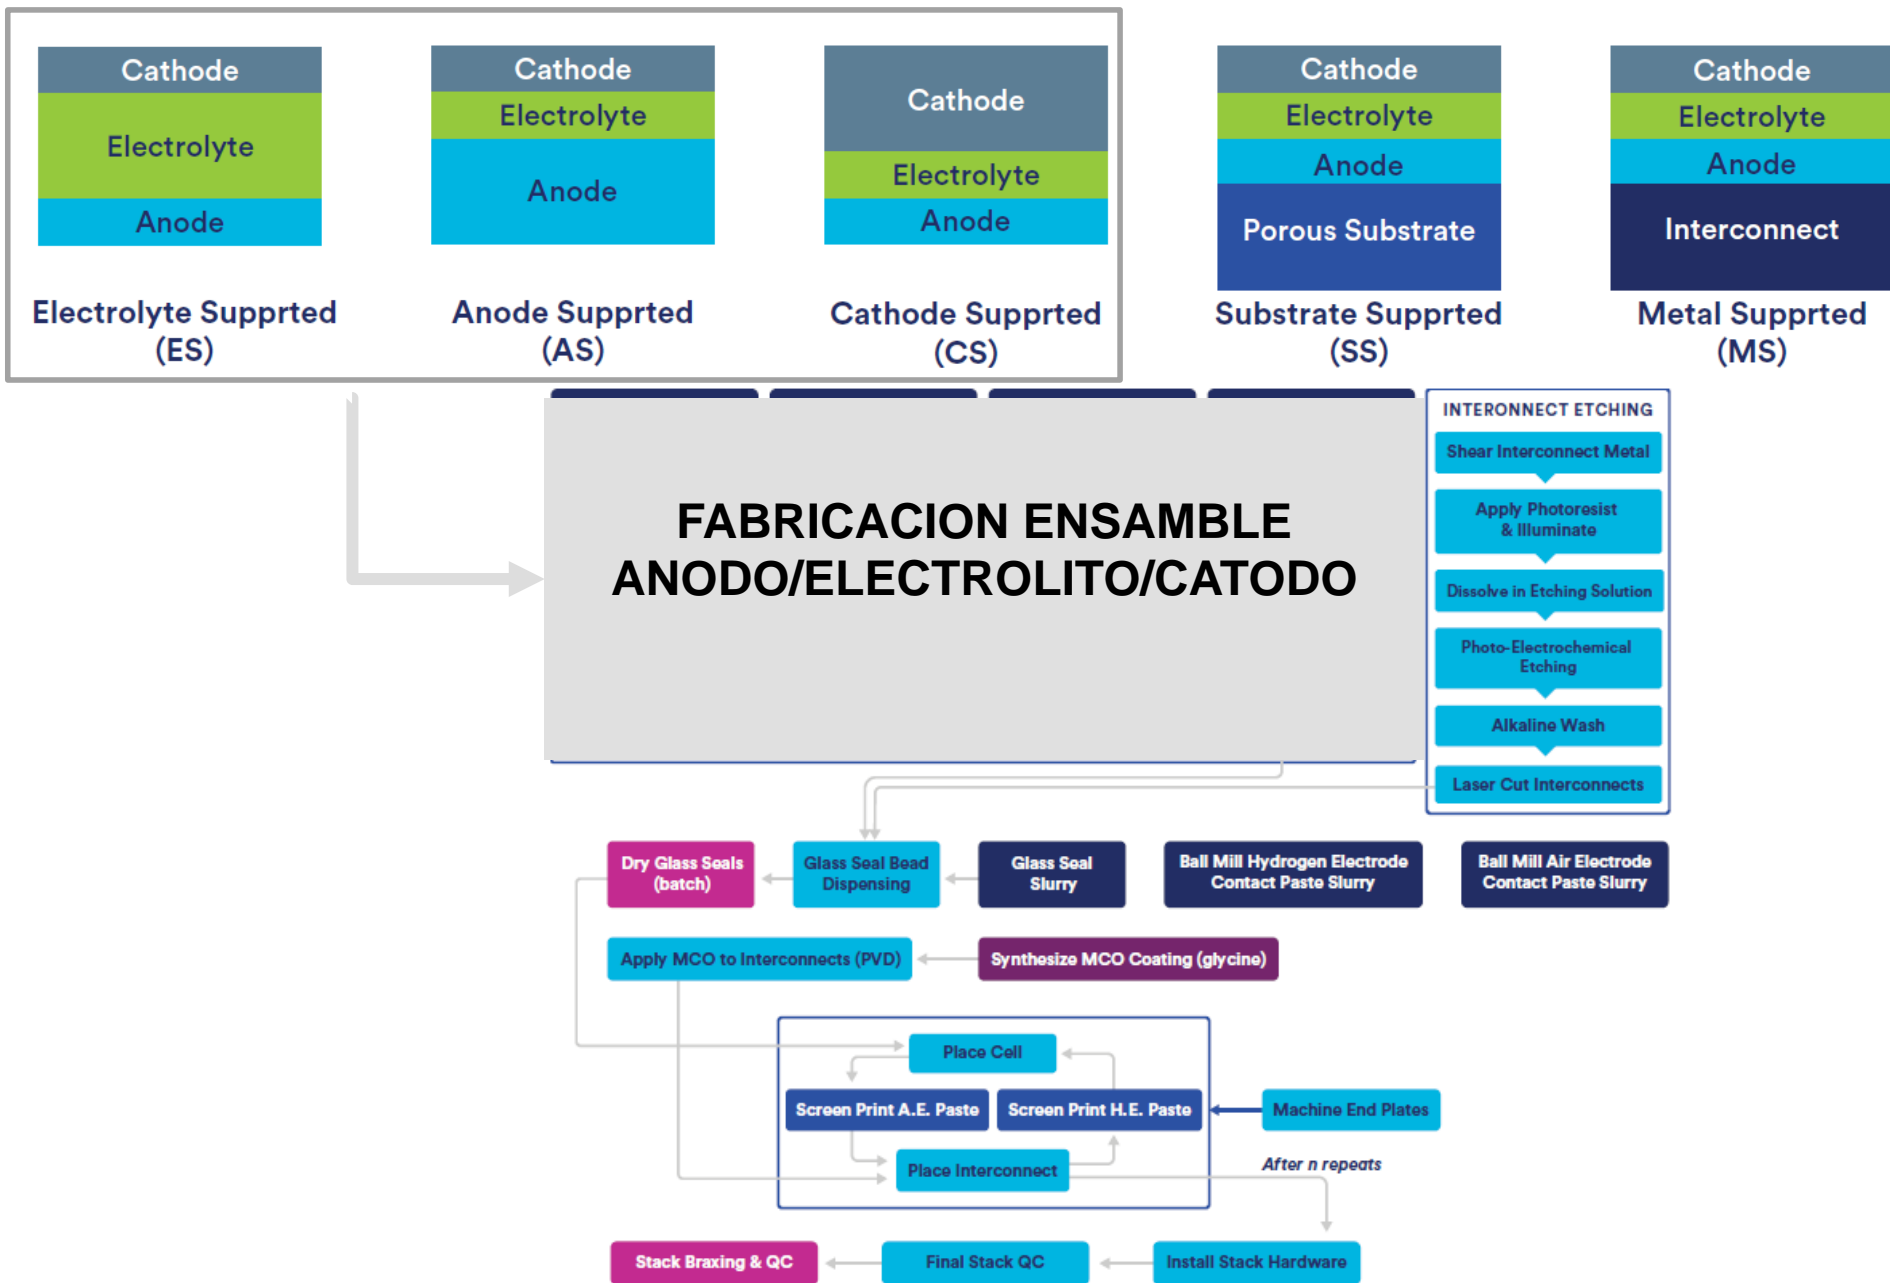 Cathode
Electrolyte
Anode
Electrolyte Supprted
(ES)
Cathode
Electrolyte
Anode
Anode Supprted
(AS)
Cathode
Electrolyte
Anode
Cathode Supprted
(CS)
Cathode
Electrolyte
Anode
Porous Substrate
Substrate Supprted
(SS)
Cathode
Electrolyte
Anode
Interconnect
Metal Supprted
(MS)
FABRICACION ENSAMBLE
ANODO/ELECTROLITO/CATODO
INTERONNECT ETCHING
Shear Interconnect Metal
Apply Photoresist
& Illuminate
Dissolve in Etching Solution
Photo-Electrochemical
Etching
Alkaline Wash
Laser Cut Interconnects
Dry Glass Seals
(batch)
Glass Seal Bead
Dispensing
Glass Seal
Slurry
Ball Mill Hydrogen Electrode
Contact Paste Slurry
Ball Mill Air Electrode
Contact Paste Slurry
Apply MCO to Interconnects (PVD)
Synthesize MCO Coating (glycine)
Place Cell
Screen Print A.E. Paste
Screen Print H.E. Paste
Machine End Plates
Place Interconnect
After n repeats
Stack Braxing & QC
Final Stack QC
Install Stack Hardware